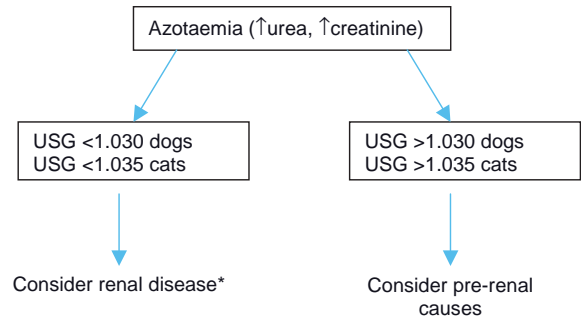 Azotaemia (↑urea, ↑creatinine)
USG <1.030 dogs
USG <1.035 cats
USG >1.030 dogs
USG >1.035 cats
Consider renal disease*
Consider pre-renal
causes